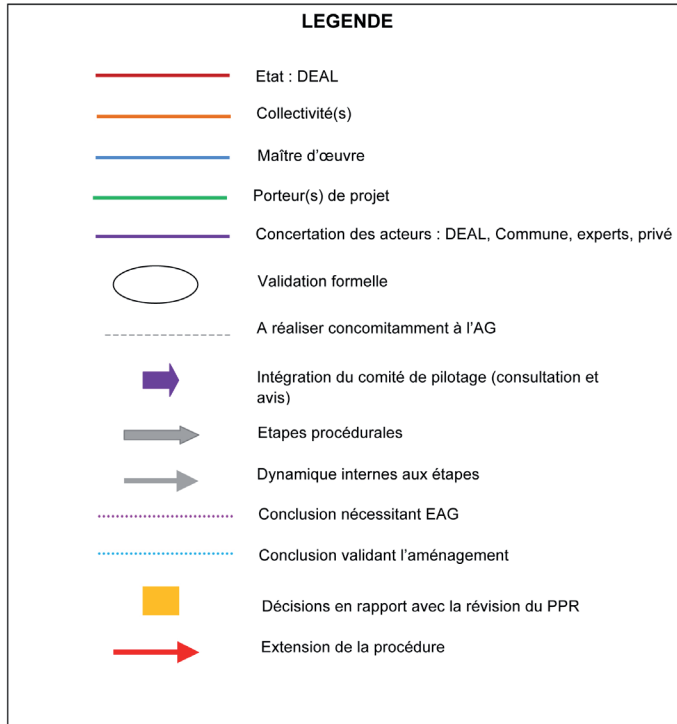 LEGENDE
Etat : DEAL
Collectivité(s)
Maître d'œuvre
Porteur(s) de projet
Concertation des acteurs : DEAL, Commune, experts, privé
Validation formelle
A réaliser concomitamment à l'AG
Intégration du comité de pilotage (consultation et
avis)
Etapes procédurales
Dynamique internes aux étapes
Conclusion nécessitant EAG
Conclusion validant l'aménagement
Décisions en rapport avec la révision du PPR
Extension de la procédure